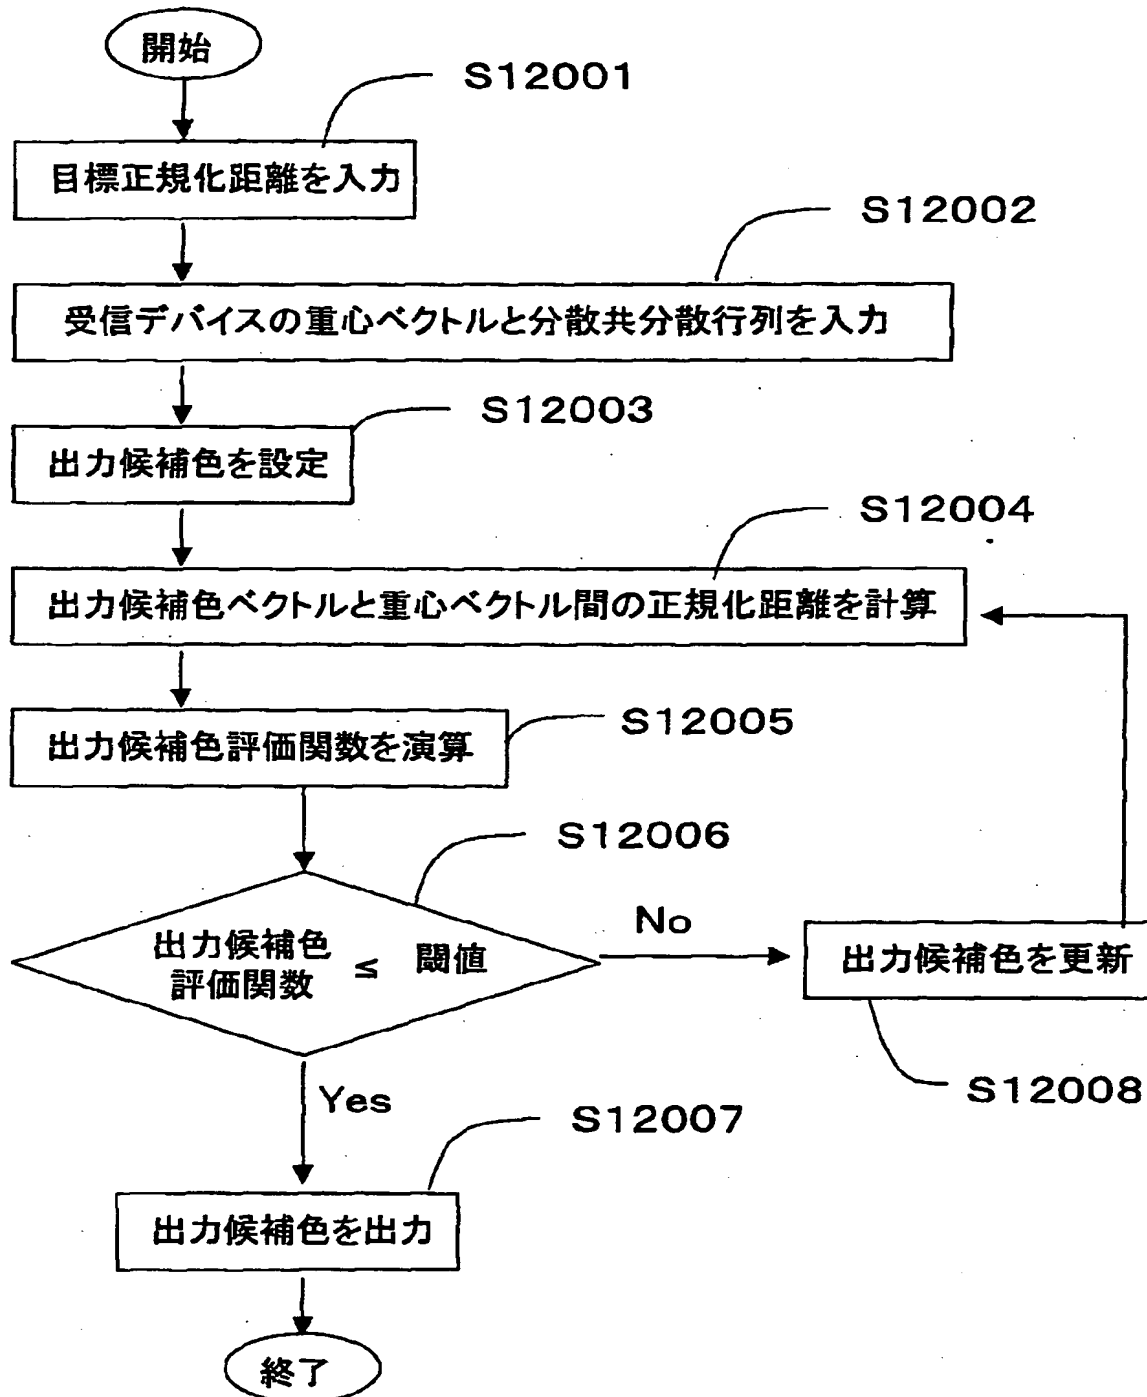 開始
S12001
目標正規化距離を入力
S12002
受信デバイスの重心ベクトルと分散共分散行列を入力
S12003
出力候補色を設定
S12004
出力候補色ベクトルと重心ベクトル間の正規化距離を計算
S12005
出力候補色評価関数を演算
S12006
出力候補色
評価関数 ≦ 閾値
No
出力候補色を更新
S12008
Yes
S12007
出力候補色を出力
終了